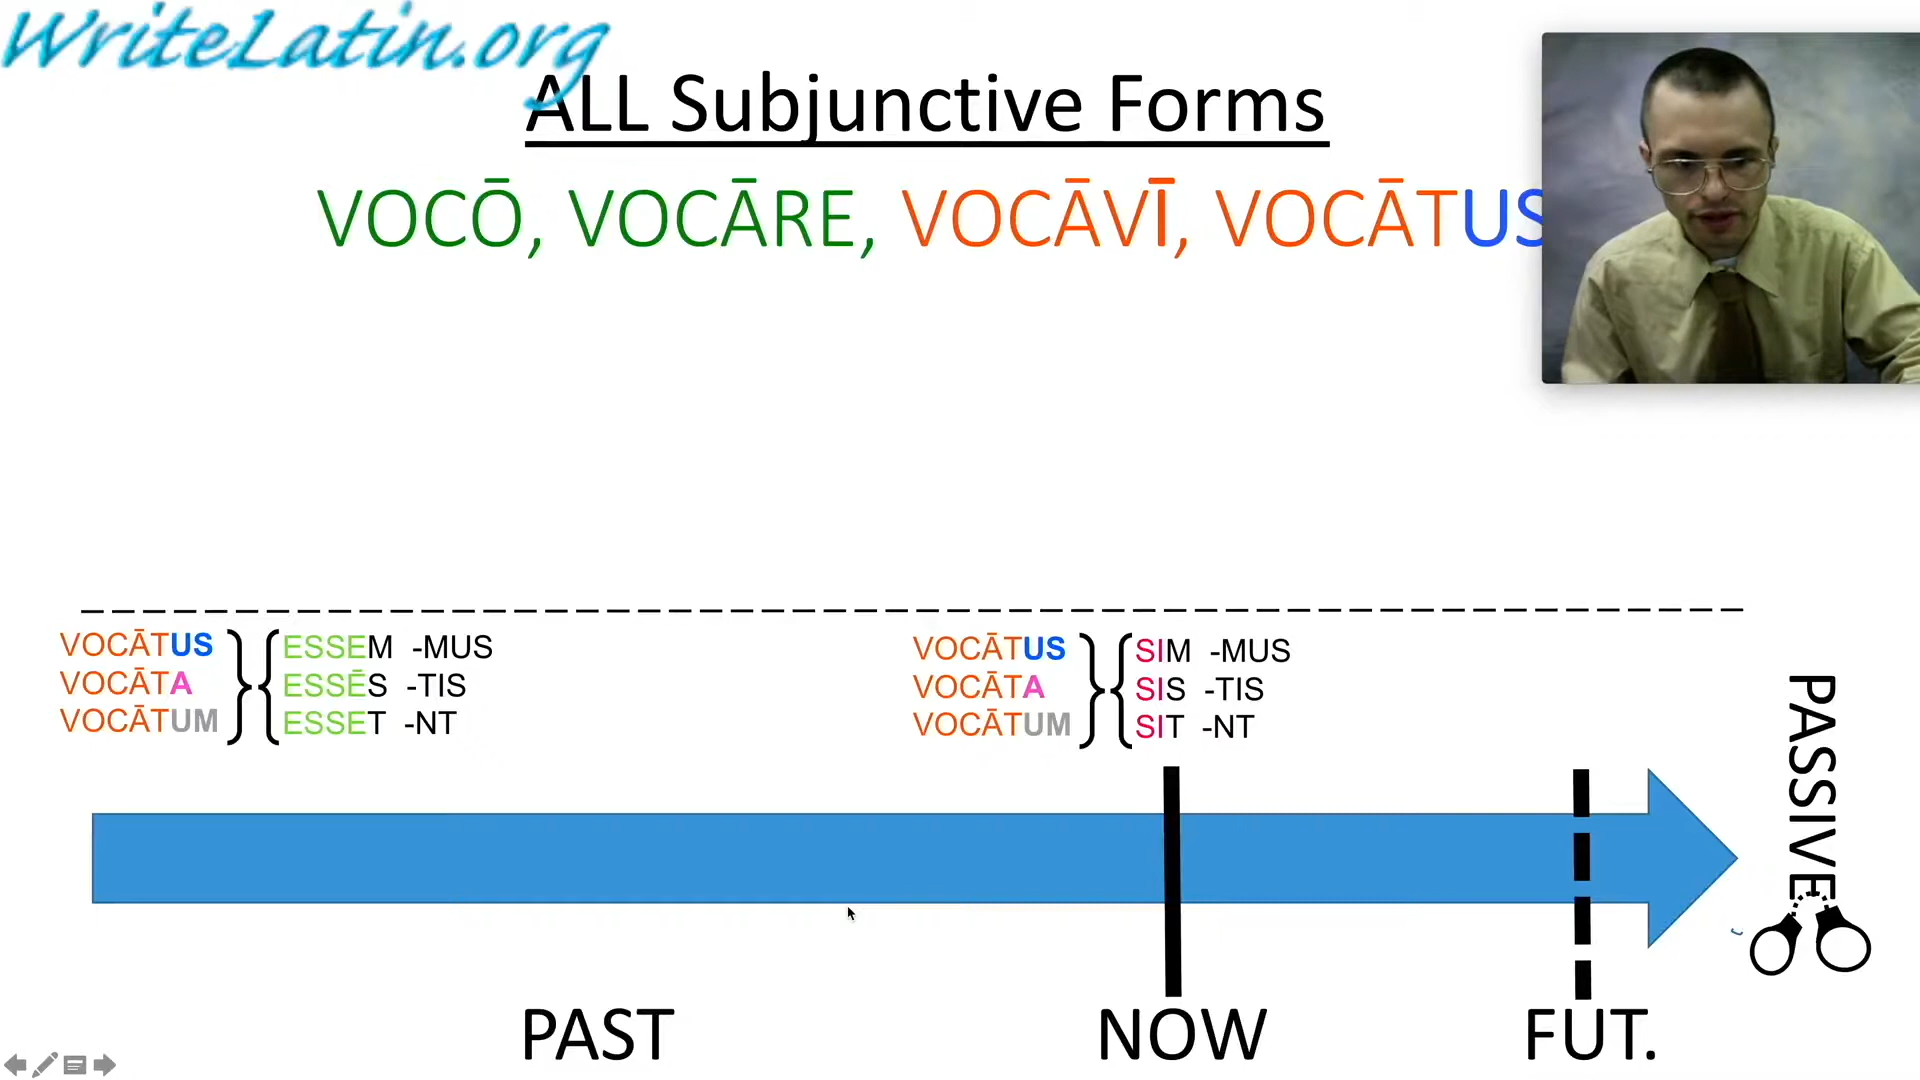 WriteLatin.org
ALL Subjunctive Forms
VOCŌ, VOCĀRE, VOCĀVĪ, VOCĀTUS
VOCĀTUS
VOCĀTA
VOCĀTUM
ESSEM -MUS
ESSĒS -TIS
ESSET -NT
VOCĀTUS
VOCĀTA
VOCĀTUM
SIM -MUS
SIS -TIS
SIT -NT
PASSIVE
PAST
NOW
FUT.